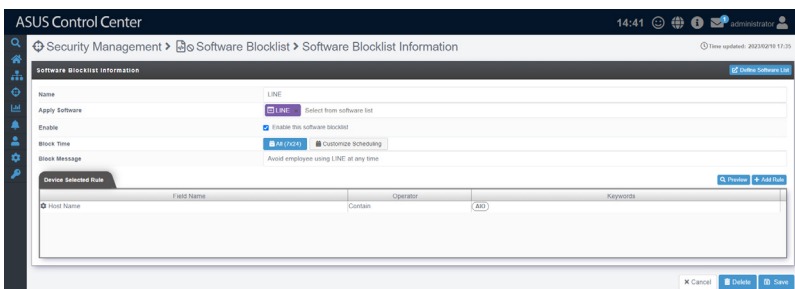 ASUS Control Center
14:41
administrator
Security Management > Software Blocklist > Software Blocklist Information
Time updated: 2023/02/10 17:35
Software Blocklist Information
Define Software List
Name
LINE
Apply Software
LINE
Select from software list
Enable
Enable this software blocklist
Block Time
All (7x24)
Customize Scheduling
Block Message
Avoid employee using LINE at any time
Device Selected Rule
Preview
+ Add Rule
Field Name
Operator
Keywords
Host Name
Contain
AIO
× Cancel
Delete
Save